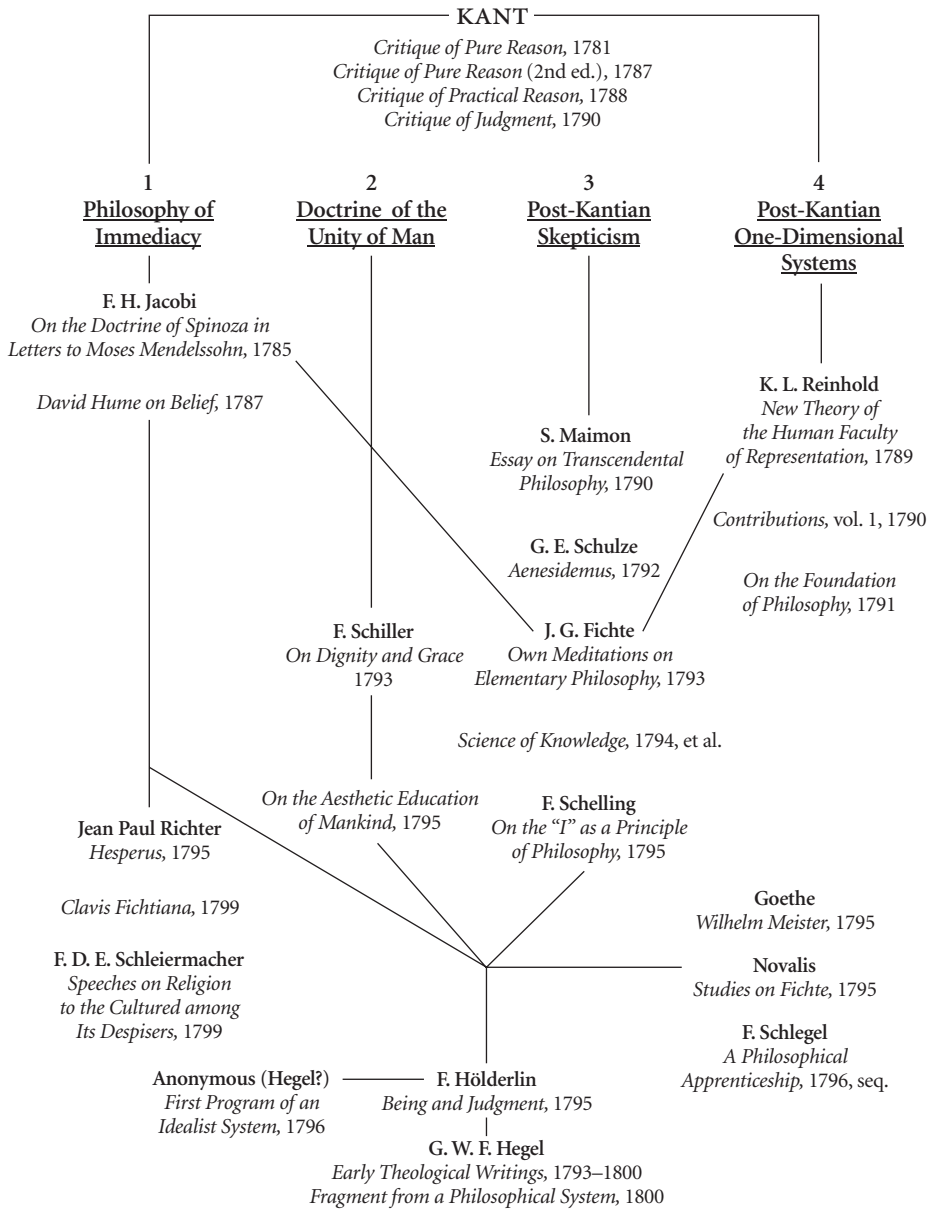 KANT
Critique of Pure Reason, 1781
Critique of Pure Reason (2nd ed.), 1787
Critique of Practical Reason, 1788
Critique of Judgment, 1790
1
Philosophy of
Immediacy
2
Doctrine of the
Unity of Man
3
Post-Kantian
Skepticism
4
Post-Kantian
One-Dimensional
Systems
F. H. Jacobi
On the Doctrine of Spinoza in
Letters to Moses Mendelssohn, 1785
David Hume on Belief, 1787
K. L. Reinhold
New Theory of
the Human Faculty
of Representation, 1789
Contributions, vol. 1, 1790
On the Foundation
of Philosophy, 1791
S. Maimon
Essay on Transcendental
Philosophy, 1790
G. E. Schulze
Aenesidemus, 1792
F. Schiller
On Dignity and Grace
1793
J. G. Fichte
Own Meditations on
Elementary Philosophy, 1793
Science of Knowledge, 1794, et al.
On the Aesthetic Education
of Mankind, 1795
F. Schelling
On the “I” as a Principle
of Philosophy, 1795
Jean Paul Richter
Hesperus, 1795
Clavis Fichtiana, 1799
F. D. E. Schleiermacher
Speeches on Religion
to the Cultured among
Its Despisers, 1799
Goethe
Wilhelm Meister, 1795
Novalis
Studies on Fichte, 1795
F. Schlegel
A Philosophical
Apprenticeship, 1796, seq.
Anonymous (Hegel?)
First Program of an
Idealist System, 1796
F. Hölderlin
Being and Judgment, 1795
G. W. F. Hegel
Early Theological Writings, 1793–1800
Fragment from a Philosophical System, 1800